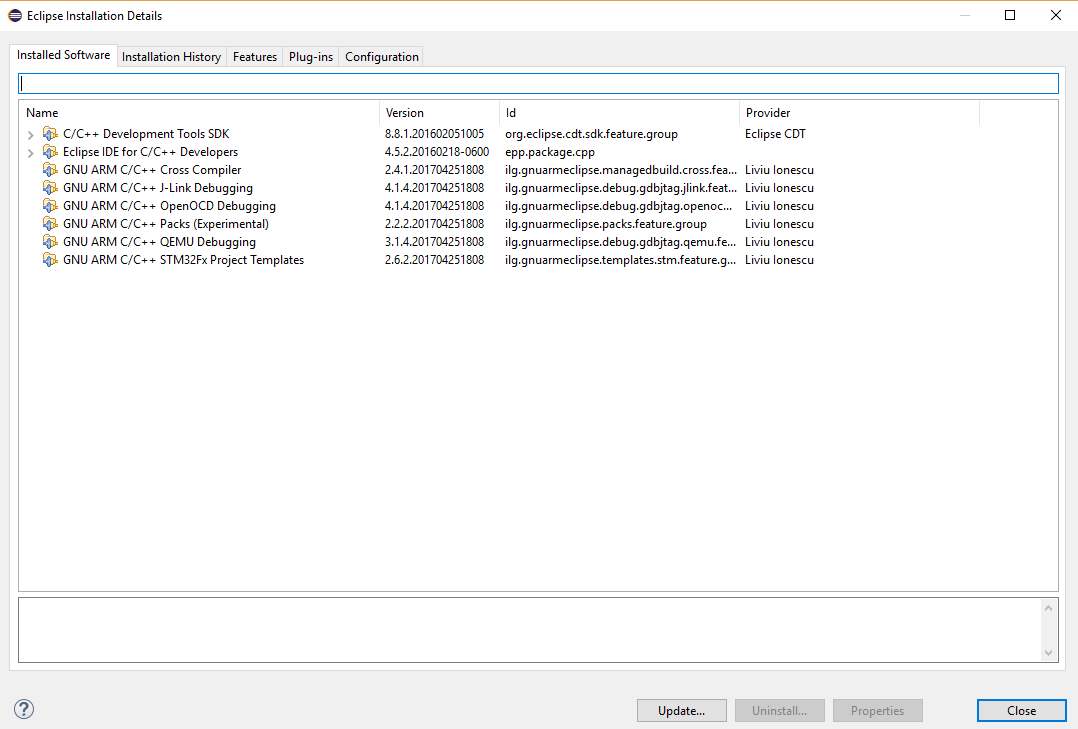 Eclipse Installation Details
Installed Software Installation History Features Plug-ins Configuration
Name Version Id Provider
C/C++ Development Tools SDK 8.8.1.201602051005 org.eclipse.cdt.sdk.feature.group Eclipse CDT
Eclipse IDE for C/C++ Developers 4.5.2.20160218-0600 epp.package.cpp
GNU ARM C/C++ Cross Compiler 2.4.1.201704251808 ilg.gnuarmeclipse.managedbuild.cross.fea... Liviu Ionescu
GNU ARM C/C++ J-Link Debugging 4.1.4.201704251808 ilg.gnuarmeclipse.debug.gdbjtag.jlink.feat... Liviu Ionescu
GNU ARM C/C++ OpenOCD Debugging 4.1.4.201704251808 ilg.gnuarmeclipse.debug.gdbjtag.openoc... Liviu Ionescu
GNU ARM C/C++ Packs (Experimental) 2.2.2.201704251808 ilg.gnuarmeclipse.packs.feature.group Liviu Ionescu
GNU ARM C/C++ QEMU Debugging 3.1.4.201704251808 ilg.gnuarmeclipse.debug.gdbjtag.qemu.fe... Liviu Ionescu
GNU ARM C/C++ STM32Fx Project Templates 2.6.2.201704251808 ilg.gnuarmeclipse.templates.stm.feature.g... Liviu Ionescu
? Update... Uninstall... Properties Close